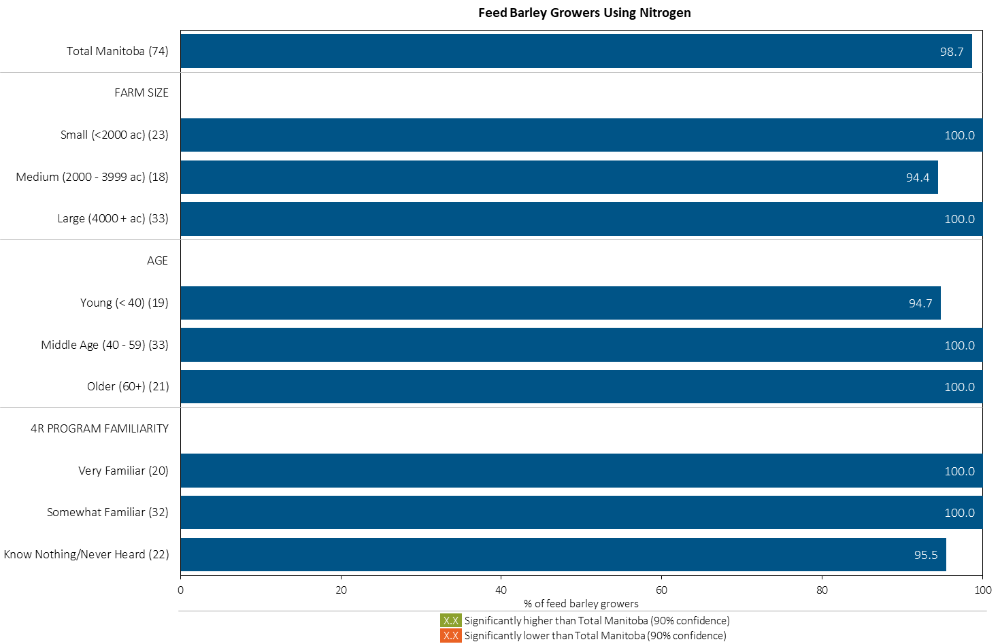 Feed Barley Growers Using Nitrogen
Total Manitoba (74) 98.7
FARM SIZE
Small (<2000 ac) (23) 100.0
Medium (2000 - 3999 ac) (18) 94.4
Large (4000 + ac) (33) 100.0
AGE
Young (< 40) (19) 94.7
Middle Age (40 - 59) (33) 100.0
Older (60+) (21) 100.0
4R PROGRAM FAMILIARITY
Very Familiar (20) 100.0
Somewhat Familiar (32) 100.0
Know Nothing/Never Heard (22) 95.5
0 20 40 60 80 100
% of feed barley growers
X.X Significantly higher than Total Manitoba (90% confidence)
X.X Significantly lower than Total Manitoba (90% confidence)